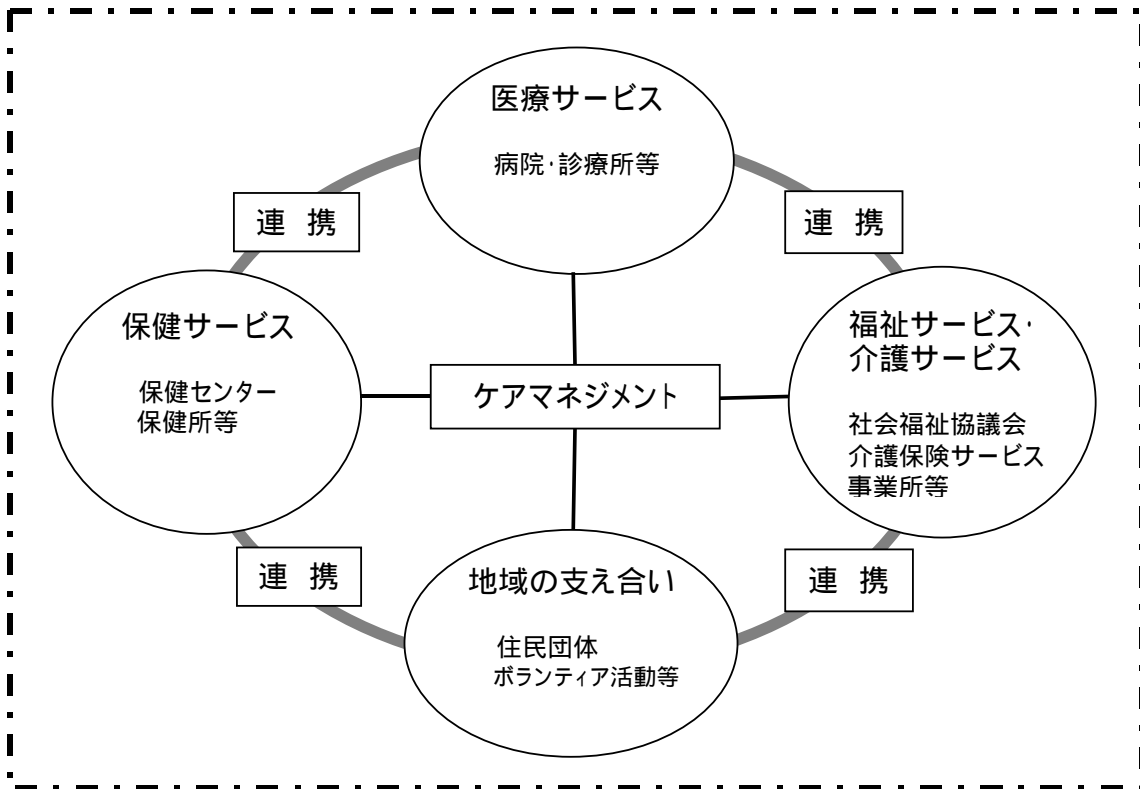 医療サービス
病院・診療所等
連 携
連 携
保健サービス
保健センター
保健所等
福祉サービス・
介護サービス
社会福祉協議会
介護保険サービス
事業所等
ケアマネジメント
連 携
連 携
地域の支え合い
住民団体
ボランティア活動等